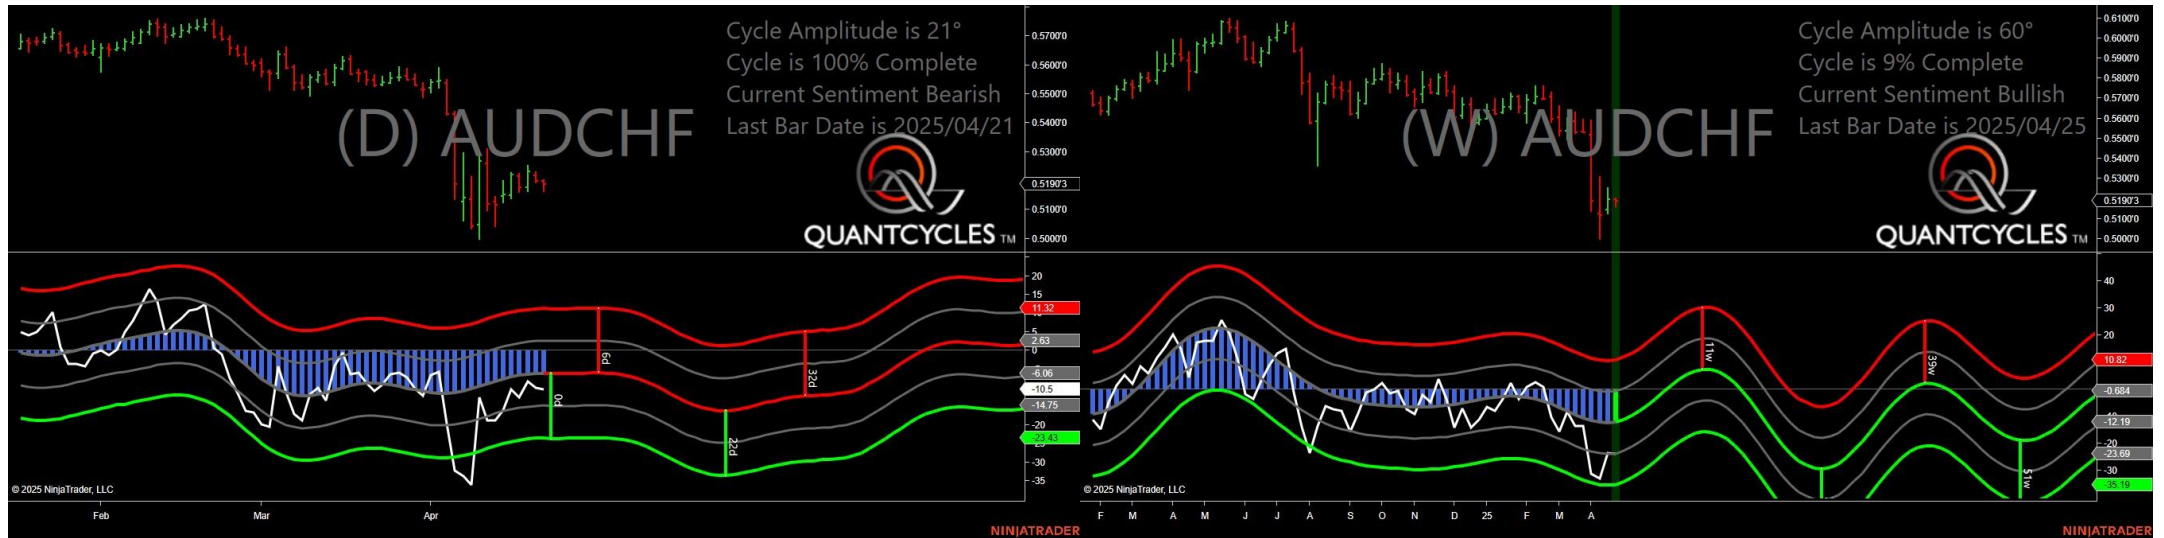 Cycle Amplitude is 21°
Cycle is 100% Complete
Current Sentiment Bearish
Last Bar Date is 2025/04/21
(D) AUDCHF
QUANTCYCLES TM
0.5700'0
0.5600'0
0.5500'0
0.5400'0
0.5300'0
0.5190'3
0.5100'0
0.5000'0
20
15
11.32
5
2.63
0
-6.06
-10.5
-14.75
-20
-23.43
-30
-35
6d
32d
0d
22d
© 2025 NinjaTrader, LLC
Feb
Mar
Apr
NINJATRADER
Cycle Amplitude is 60°
Cycle is 9% Complete
Current Sentiment Bullish
Last Bar Date is 2025/04/25
(W) AUDCHF
QUANTCYCLES TM
0.6100'0
0.6000'0
0.5900'0
0.5800'0
0.5700'0
0.5600'0
0.5500'0
0.5400'0
0.5300'0
0.5190'3
0.5100'0
0.5000'0
40
30
20
10.82
-0.684
-12.19
-20
-23.69
-30
-35.19
11w
39w
51w
© 2025 NinjaTrader, LLC
F
M
A
M
J
J
A
S
O
N
D
25
F
M
A
NINJATRADER